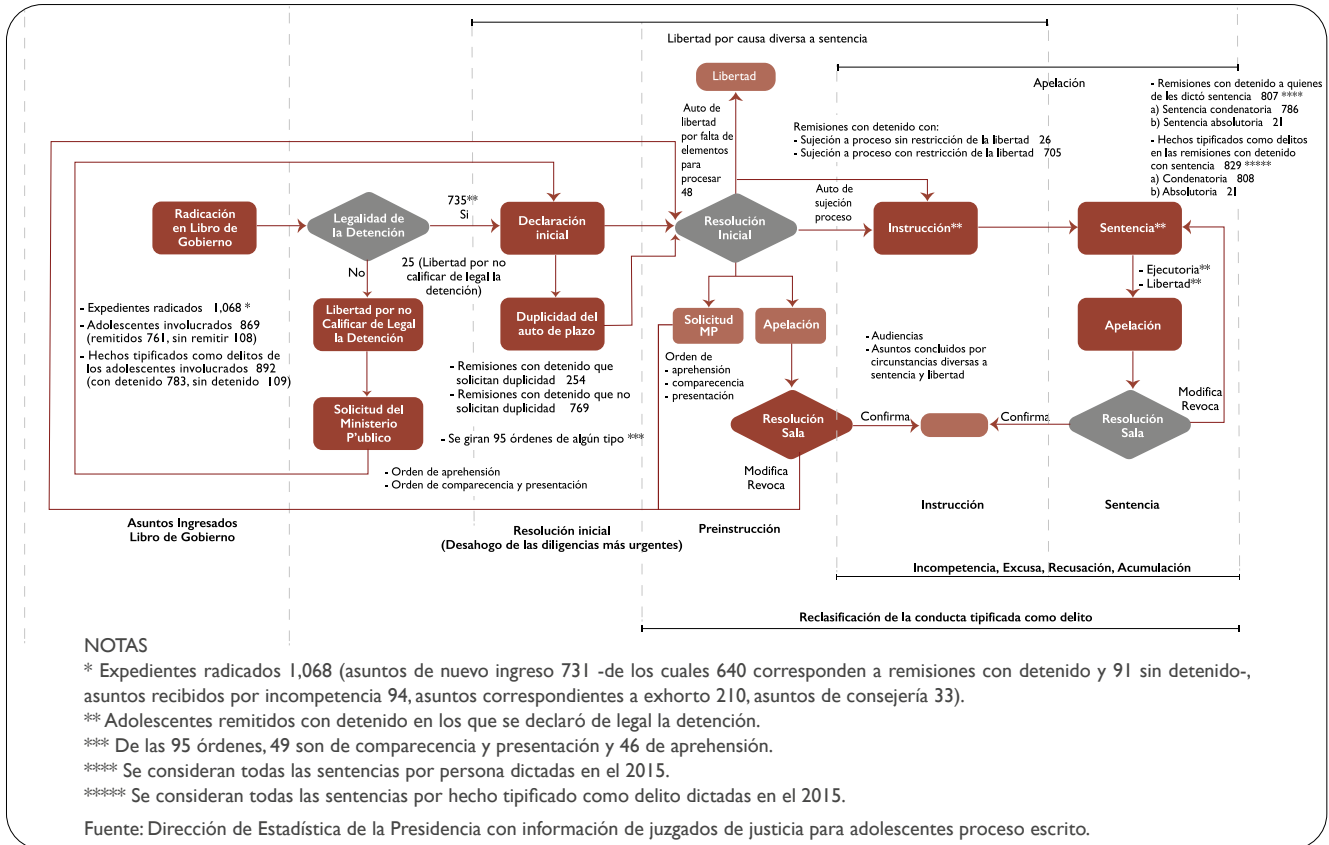 Libertad por causa diversa a sentencia
Libertad
Apelación
- Remisiones con detenido a quienes
de les dictó sentencia 807 ****
a) Sentencia condenatoria 786
b) Sentencia absolutoria 21
- Hechos tipificados como delitos
en las remisiones con detenido
con sentencia 829 *****
a) Condenatoria 808
b) Absolutoria 21
Auto de
libertad
por falta de
elementos
para
procesar
48
Remisiones con detenido con:
- Sujeción a proceso sin restricción de la libertad 26
- Sujeción a proceso con restricción de la libertad 705
Radicación
en Libro de
Gobierno
Legalidad de
la Detención
735**
Si
Declaración
inicial
Resolución
Inicial
Auto de
sujeción
proceso
Instrucción**
Sentencia**
No
25 (Libertad por no
calificar de legal la
detención)
- Ejecutoria**
- Libertad**
- Expedientes radicados 1,068 *
- Adolescentes involucrados 869
(remitidos 761, sin remitir 108)
- Hechos tipificados como delitos de
los adolescentes involucrados 892
(con detenido 783, sin detenido 109)
Libertad por no
Calificar de Legal
la Detención
Duplicidad del
auto de plazo
Solicitud
MP
Apelación
Apelación
- Remisiones con detenido que
solicitan duplicidad 254
- Remisiones con detenido que no
solicitan duplicidad 769
Orden de
- aprehensión
- comparecencia
- presentación
- Audiencias
- Asuntos concluidos por
circunstancias diversas a
sentencia y libertad
Solicitud del
Ministerio
P'ublico
- Se giran 95 órdenes de algún tipo ***
Resolución
Sala
Confirma
Confirma
Resolución
Sala
Modifica
Revoca
- Orden de aprehensión
- Orden de comparecencia y presentación
Modifica
Revoca
Asuntos Ingresados
Libro de Gobierno
Resolución inicial
(Desahogo de las diligencias más urgentes)
Preinstrucción
Instrucción
Sentencia
Incompetencia, Excusa, Recusación, Acumulación
Reclasificación de la conducta tipificada como delito
NOTAS
* Expedientes radicados 1,068 (asuntos de nuevo ingreso 731 -de los cuales 640 corresponden a remisiones con detenido y 91 sin detenido-,
asuntos recibidos por incompetencia 94, asuntos correspondientes a exhorto 210, asuntos de consejería 33).
** Adolescentes remitidos con detenido en los que se declaró de legal la detención.
*** De las 95 órdenes, 49 son de comparecencia y presentación y 46 de aprehensión.
**** Se consideran todas las sentencias por persona dictadas en el 2015.
***** Se consideran todas las sentencias por hecho tipificado como delito dictadas en el 2015.
Fuente: Dirección de Estadística de la Presidencia con información de juzgados de justicia para adolescentes proceso escrito.